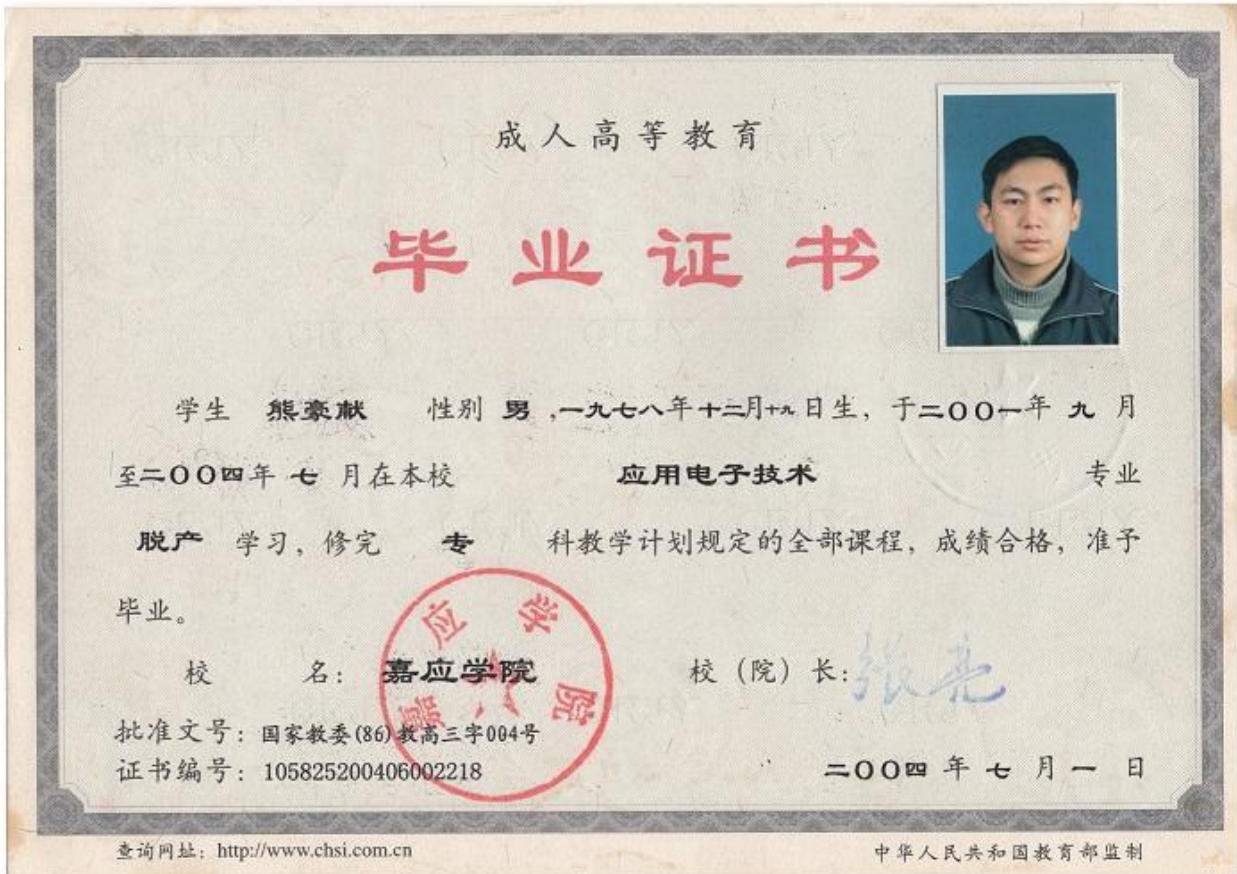 成人高等教育
毕业证书
学生 熊豪献 性别 男 ,一九七八年十二月十九日生，于二〇〇一年 九 月
至二〇〇四年 七 月在本校 应用电子技术 专业
脱产 学习，修完 专 科教学计划规定的全部课程，成绩合格，准予
毕业。
校 名：嘉应学院 校（院）长：张亮
嘉应学院
批准文号：国家教委(86)教高三字004号
证书编号：105825200406002218
二〇〇四 年 七 月 一 日
查询网址：http://www.chsi.com.cn 中华人民共和国教育部监制